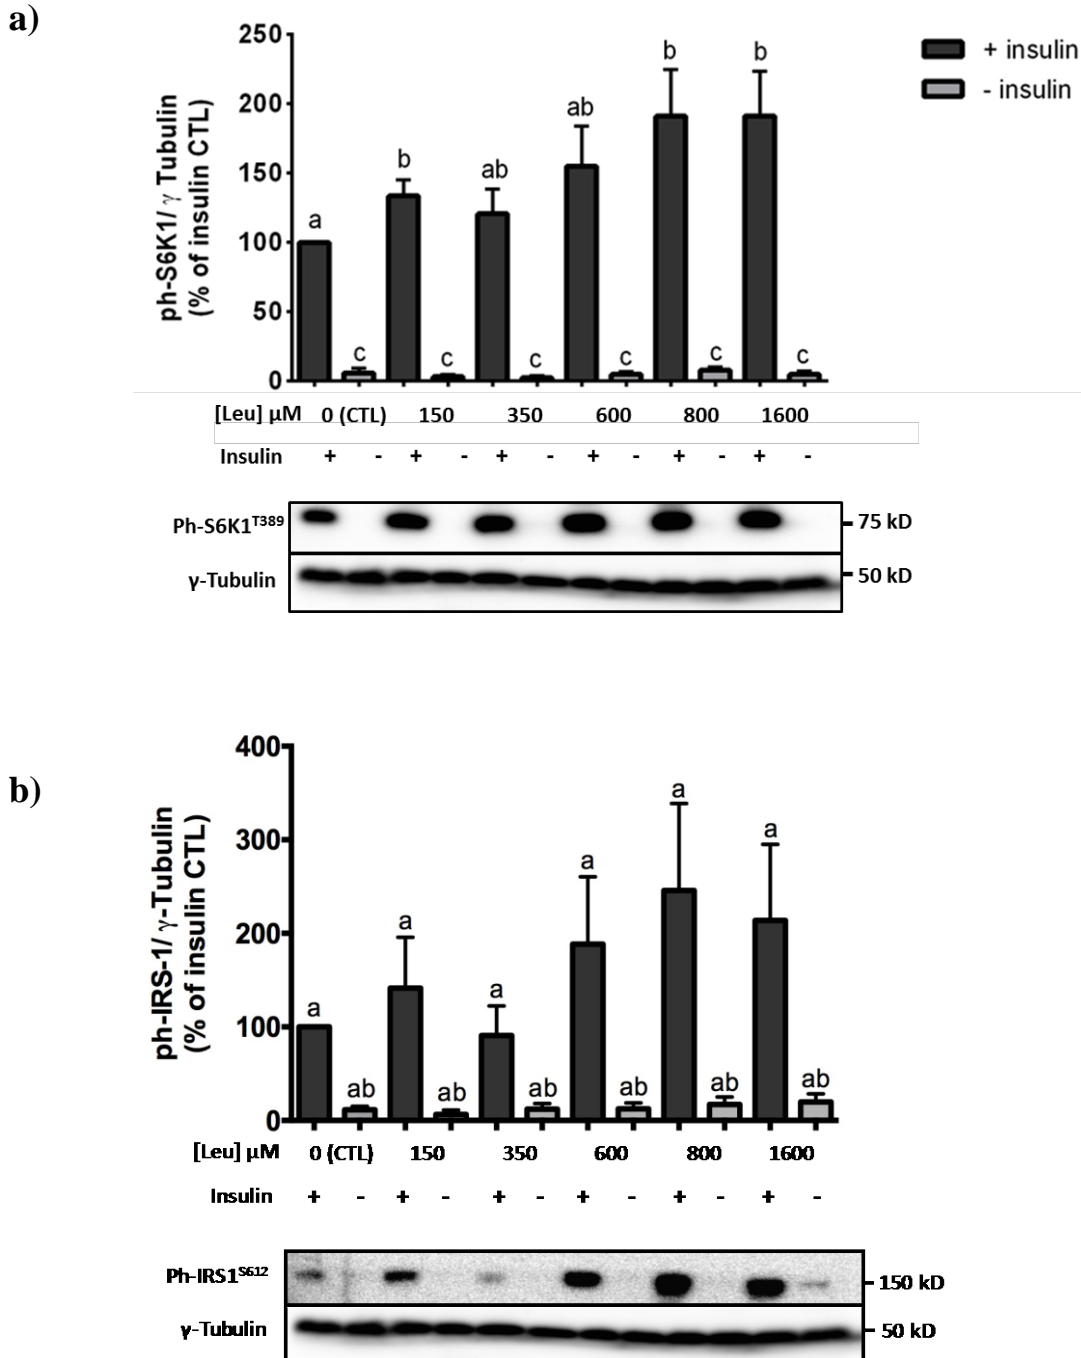 a)
+ insulin
- insulin
ph-S6K1/ γ Tubulin
(% of insulin CTL)
250
200
150
100
50
0
a
c
b
c
ab
c
ab
c
b
c
b
c
[Leu] µM 0 (CTL) 150 350 600 800 1600
Insulin + - + - + - + - + - + -
Ph-S6K1T389
75 kD
γ-Tubulin
50 kD
b)
ph-IRS-1/ γ-Tubulin
(% of insulin CTL)
400
300
200
100
0
a
ab
a
ab
a
ab
a
ab
a
ab
a
ab
[Leu] µM 0 (CTL) 150 350 600 800 1600
Insulin + - + - + - + - + - + -
Ph-IRS1S612
150 kD
γ-Tubulin
50 kD